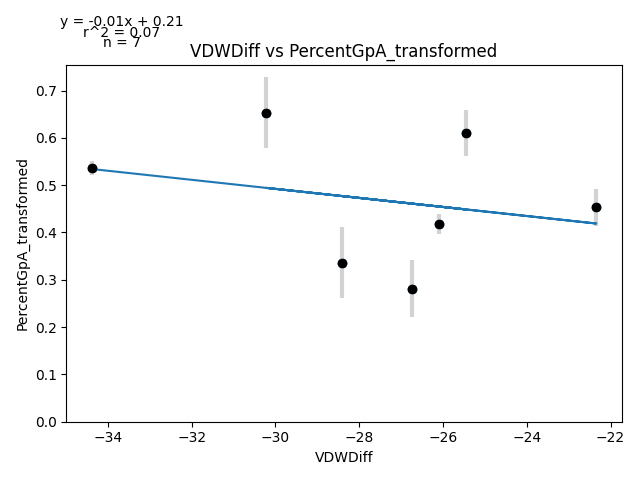 y = -0.01x + 0.21
r^2 = 0.07
n = 7
VDWDiff vs PercentGpA_transformed
PercentGpA_transformed
0.7
0.6
0.5
0.4
0.3
0.2
0.1
0.0
−34
−32
−30
−28
−26
−24
−22
VDWDiff